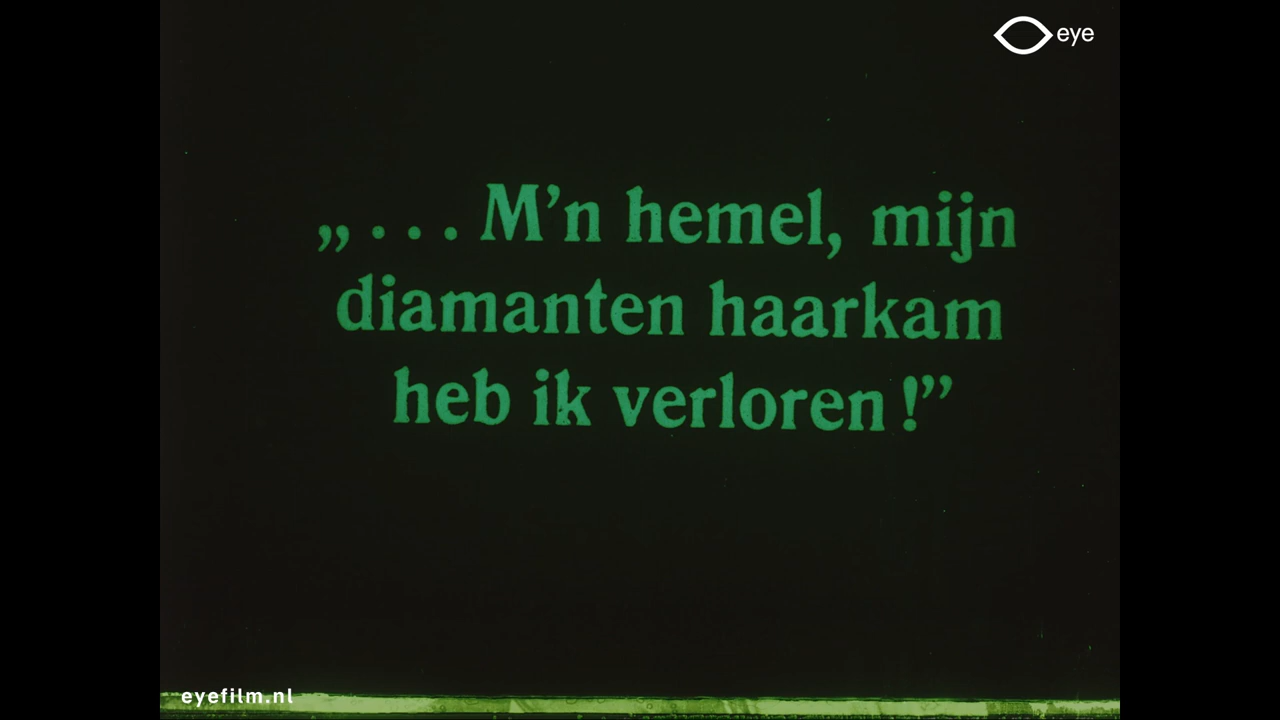 eye
„ . . . M’n hemel, mijn
diamanten haarkam
heb ik verloren !”
eyefilm.nl